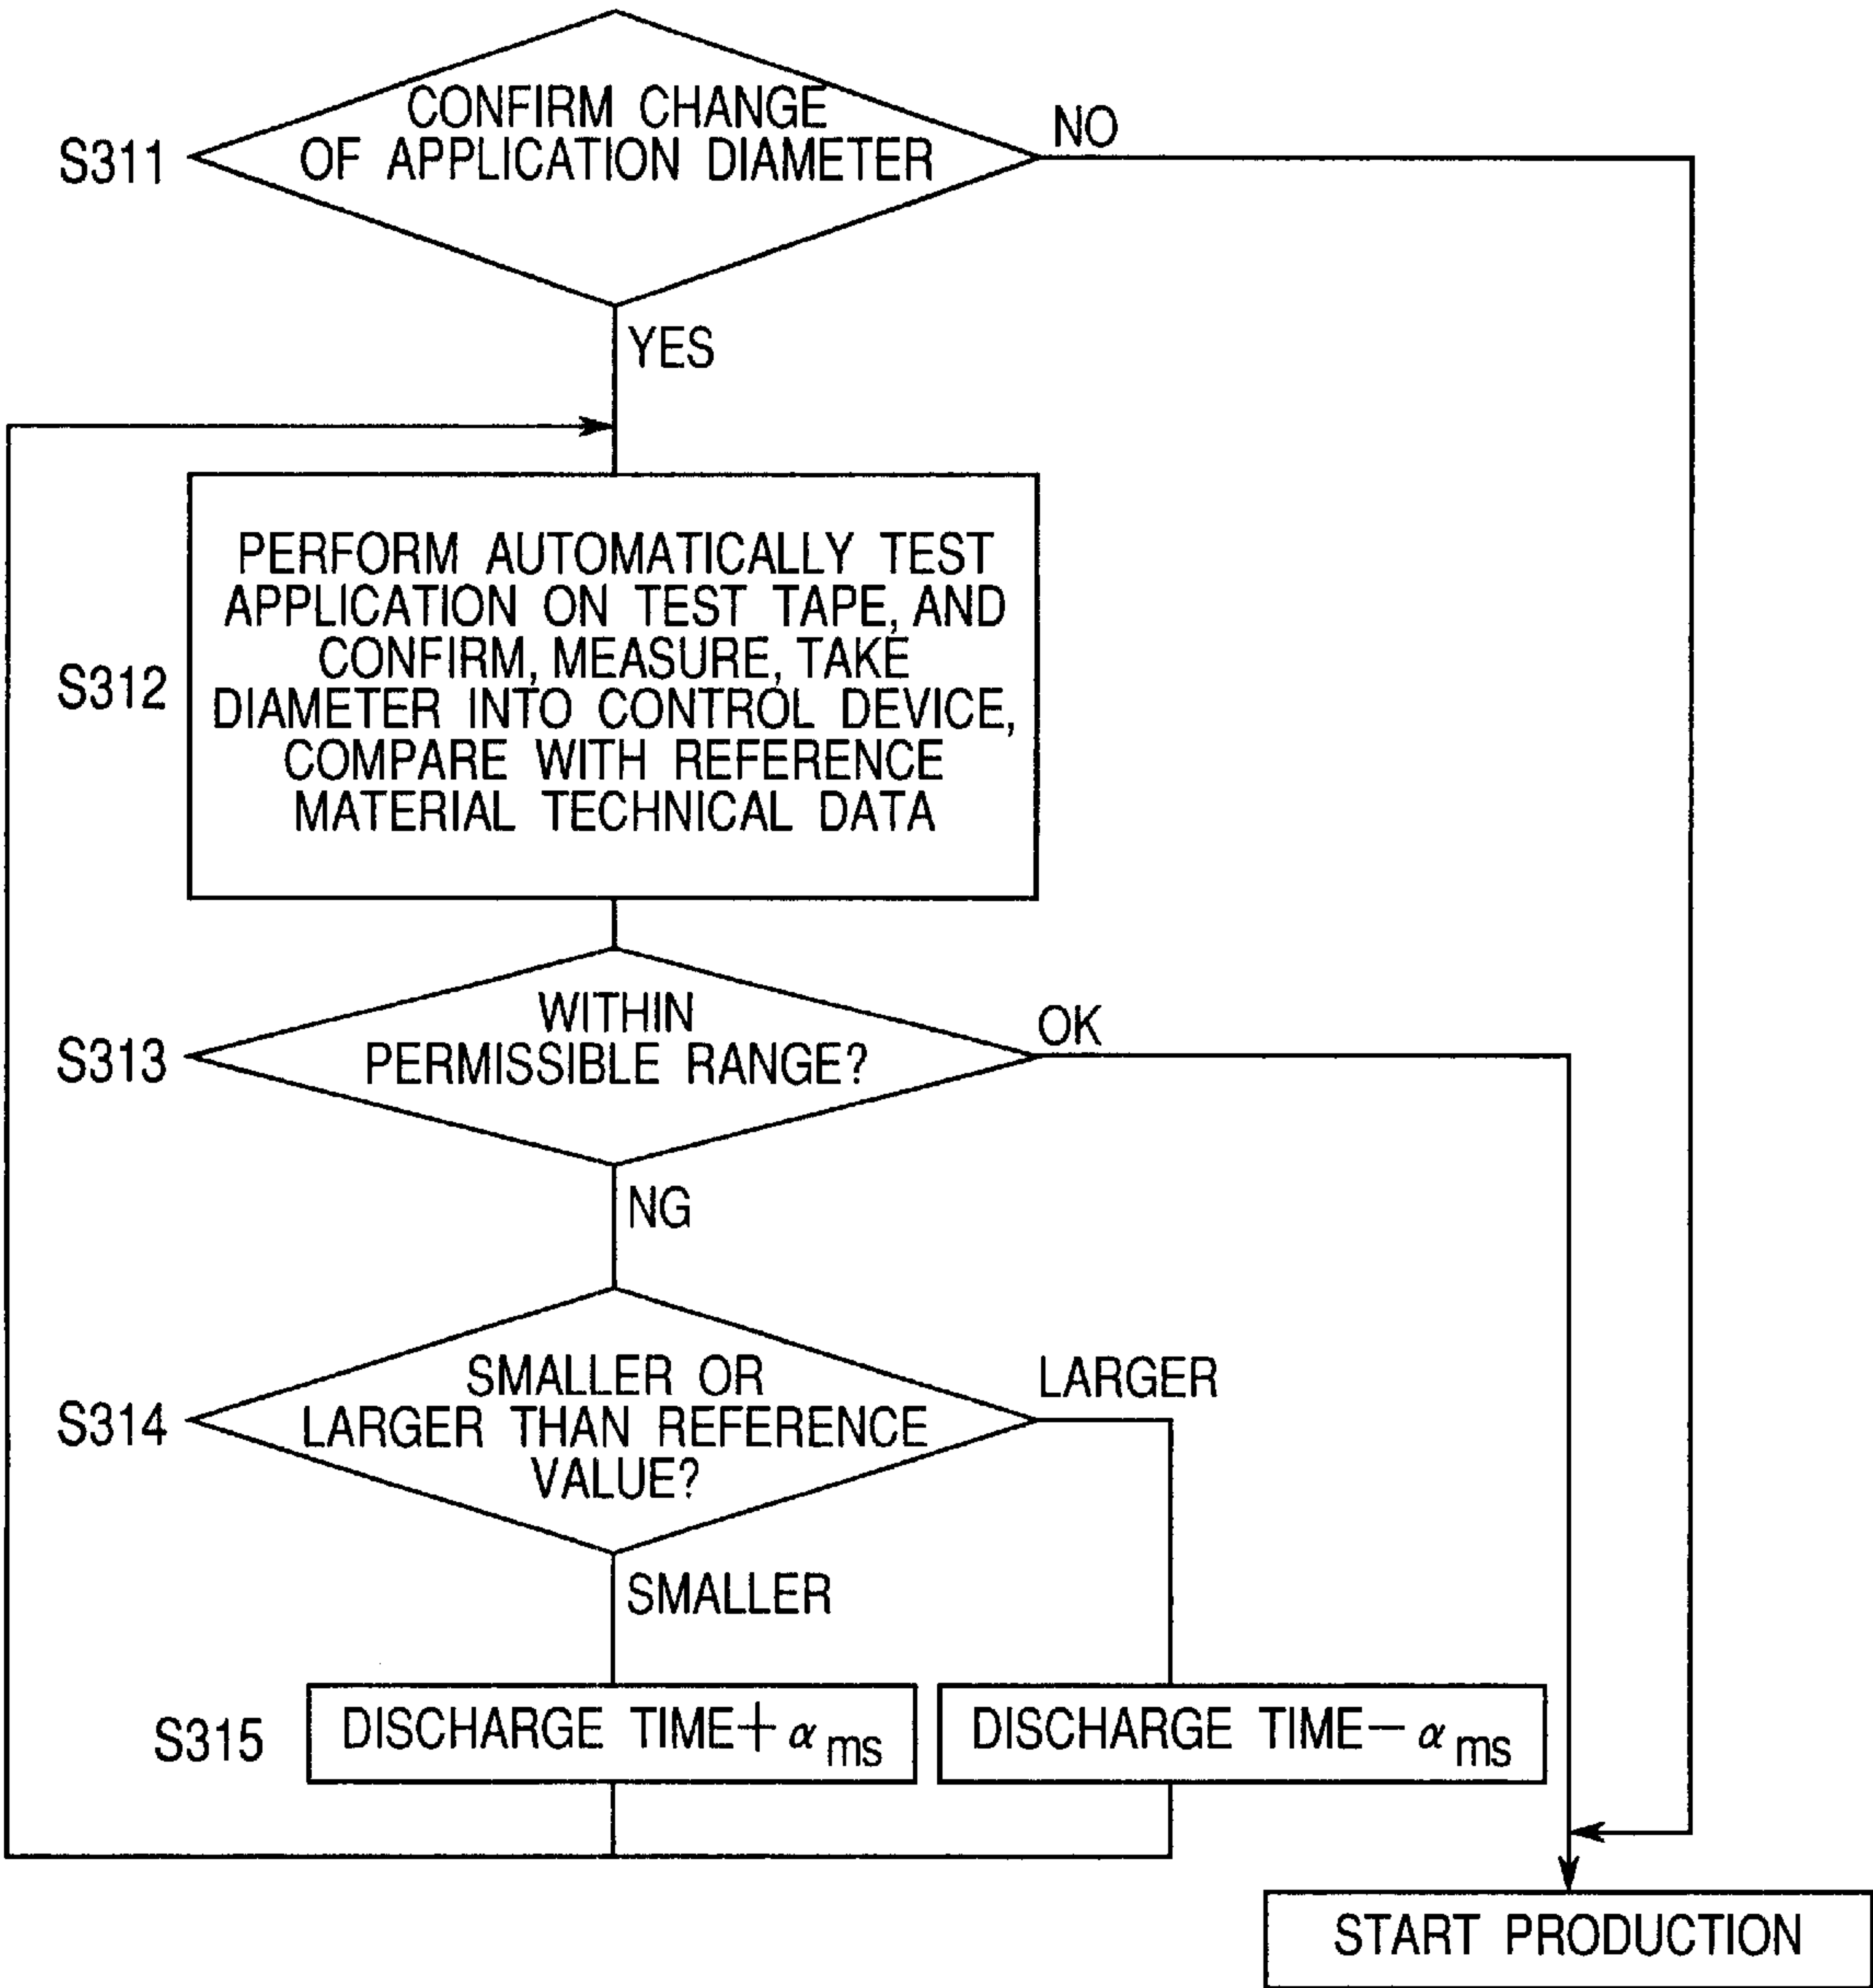 CONFIRM CHANGE
OF APPLICATION DIAMETER
S311
NO
YES
PERFORM AUTOMATICALLY TEST
APPLICATION ON TEST TAPE, AND
CONFIRM, MEASURE, TAKE
DIAMETER INTO CONTROL DEVICE,
COMPARE WITH REFERENCE
MATERIAL TECHNICAL DATA
S312
WITHIN
PERMISSIBLE RANGE?
S313
OK
NG
SMALLER OR
LARGER THAN REFERENCE
VALUE?
S314
LARGER
SMALLER
S315
DISCHARGE TIME+ α ms
DISCHARGE TIME− α ms
START PRODUCTION